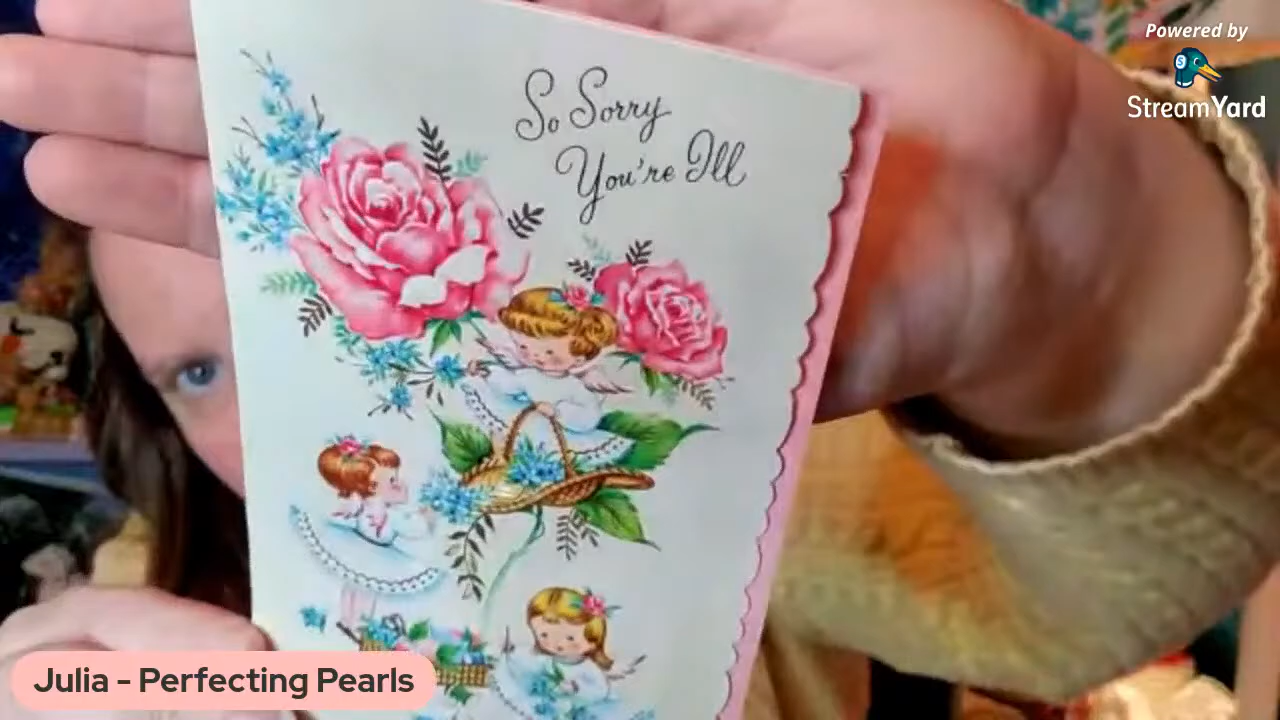 Powered by
StreamYard
So Sorry
You're Ill
Julia - Perfecting Pearls